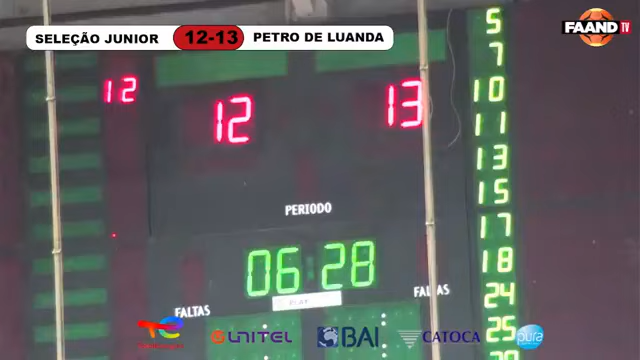 SELEÇÃO JUNIOR 12-13 PETRO DE LUANDA
FAAND TV
12
12 13
PERIODO
06:28
PLAY
FALTAS FALTAS
5
7
10
11
13
15
17
18
24
25
UNITEL BAI CATOCA pura